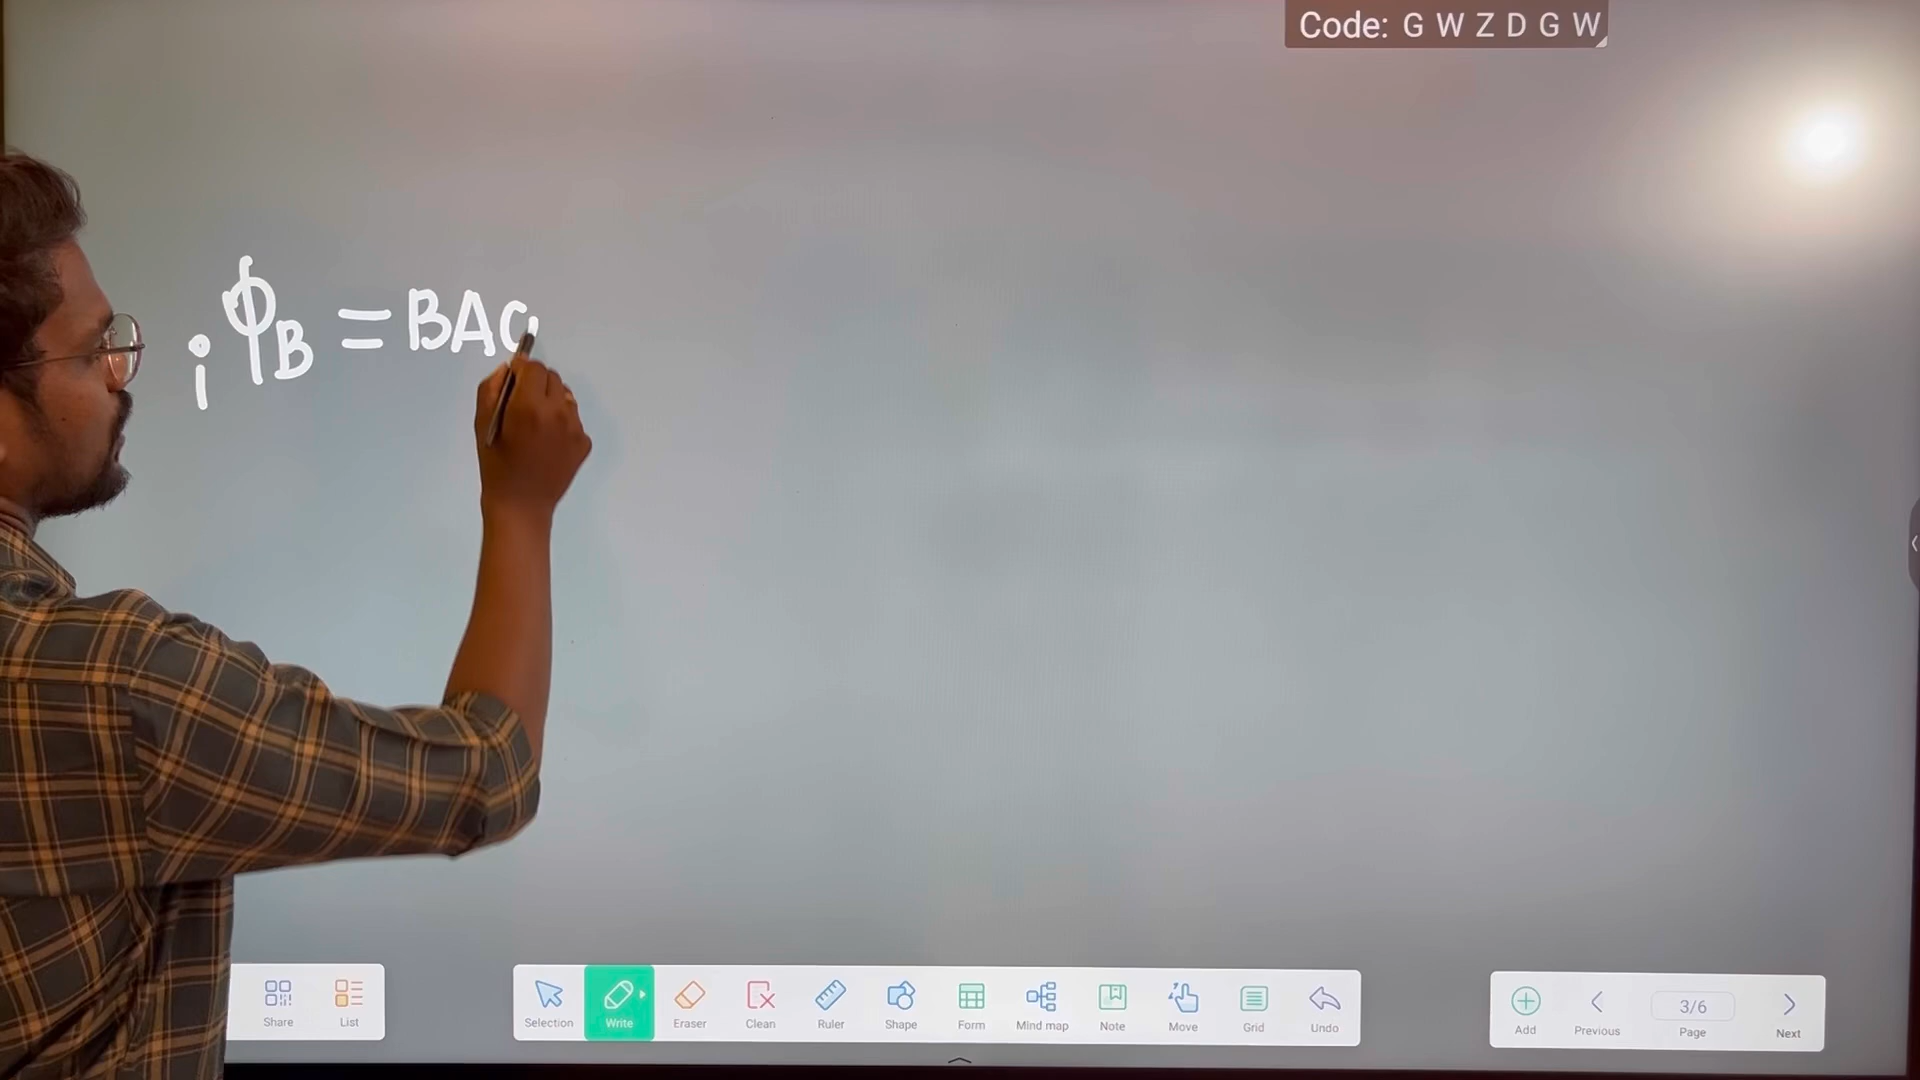 Code: G W Z D G W
i φB = BAC
Share List Selection Write Eraser Clean Ruler Shape Form Mind map Note Move Grid Undo Add Previous 3/6 Page Next